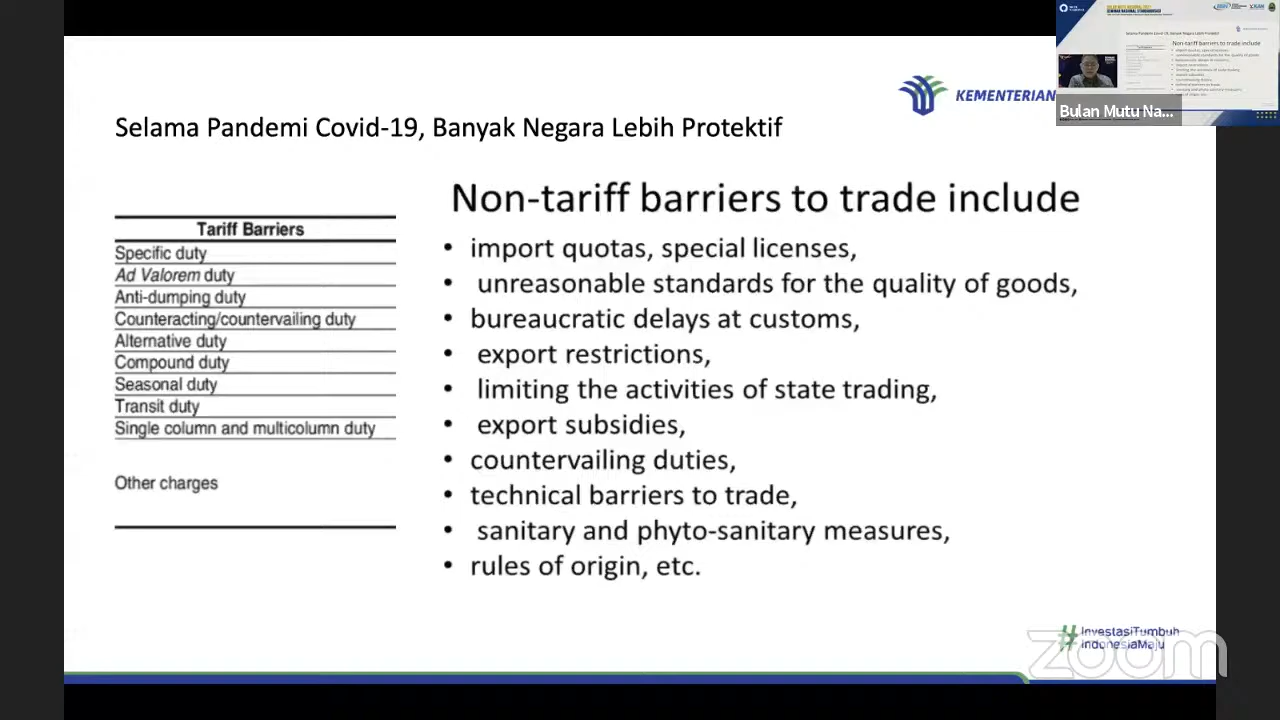 Selama Pandemi Covid-19, Banyak Negara Lebih Protektif
KEMENTERIAN
Bulan Mutu Na...
Tariff Barriers
Specific duty
Ad Valorem duty
Anti-dumping duty
Counteracting/countervailing duty
Alternative duty
Compound duty
Seasonal duty
Transit duty
Single column and multicolumn duty
Other charges
Non-tariff barriers to trade include
• import quotas, special licenses,
• unreasonable standards for the quality of goods,
• bureaucratic delays at customs,
• export restrictions,
• limiting the activities of state trading,
• export subsidies,
• countervailing duties,
• technical barriers to trade,
• sanitary and phyto-sanitary measures,
• rules of origin, etc.
#InvestasiTumbuh
IndonesiaMaju
zoom